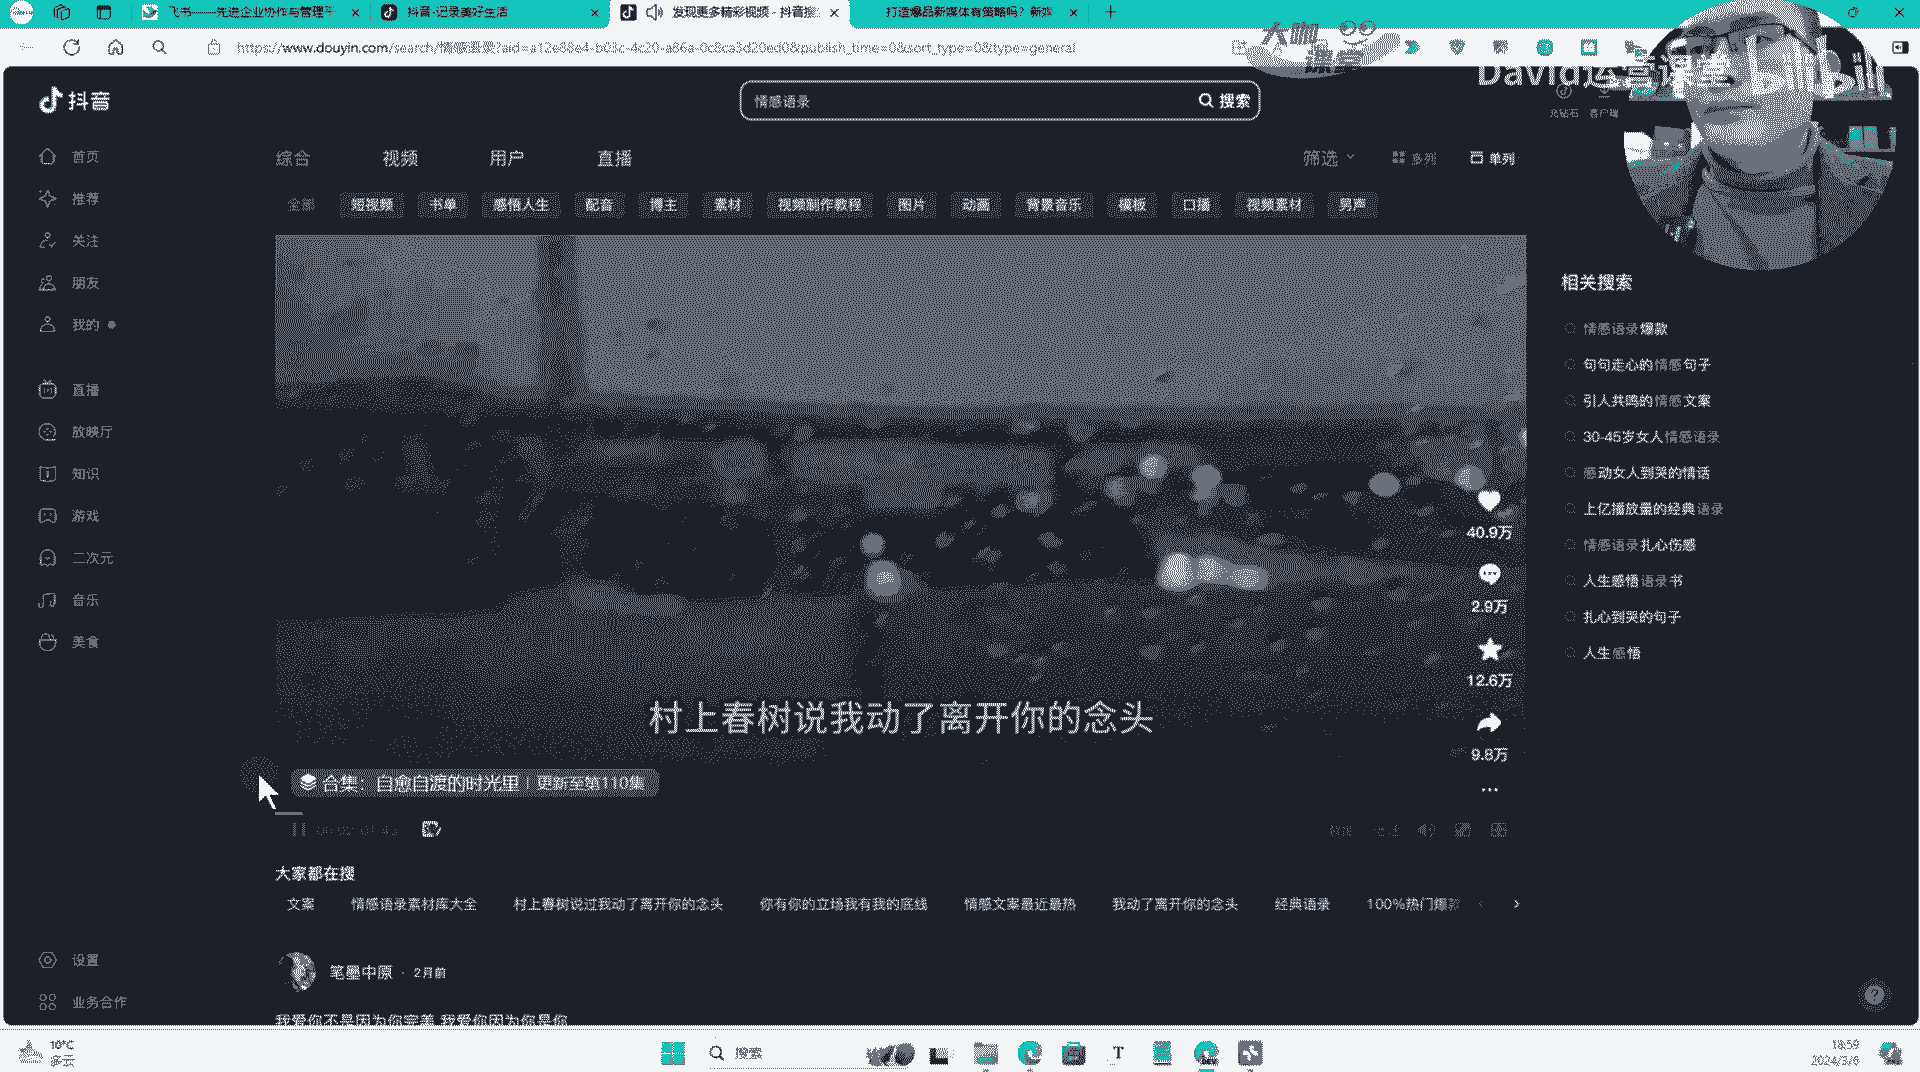 飞书——先进企业协作与管理平
抖音-记录美好生活
发现更多精彩视频 - 抖音搜
打造爆品新媒体有策略吗？新媒
https://www.douyin.com/search/情感语录?aid=a12e88e4-b03c-4c20-a86a-0c8ca3d20ed0&publish_time=0&sort_type=0&type=general
大咖
课堂
David运营课堂
bilibili
抖音
情感语录
搜索
充钻石
客户端
首页
推荐
关注
朋友
我的
直播
放映厅
知识
游戏
二次元
音乐
美食
设置
业务合作
综合
视频
用户
直播
筛选
多列
单列
全部
短视频
书单
感悟人生
配音
博主
素材
视频制作教程
图片
动画
背景音乐
模板
口播
视频素材
男声
40.9万
2.9万
12.6万
9.8万
村上春树说我动了离开你的念头
合集：自愈自渡的时光里 | 更新至第110集
相关搜索
情感语录爆款
句句走心的情感句子
引人共鸣的情感文案
30-45岁女人情感语录
感动女人到哭的情话
上亿播放量的经典语录
情感语录扎心伤感
人生感悟语录书
扎心到哭的句子
人生感悟
大家都在搜
文案
情感语录素材库大全
村上春树说过我动了离开你的念头
你有你的立场我有我的底线
情感文案最近最热
我动了离开你的念头
经典语录
100%热门爆款
笔墨中原 · 2月前
我爱你不是因为你完美 我爱你因为你是你
10°C
多云
搜索
18:59
2024/3/6